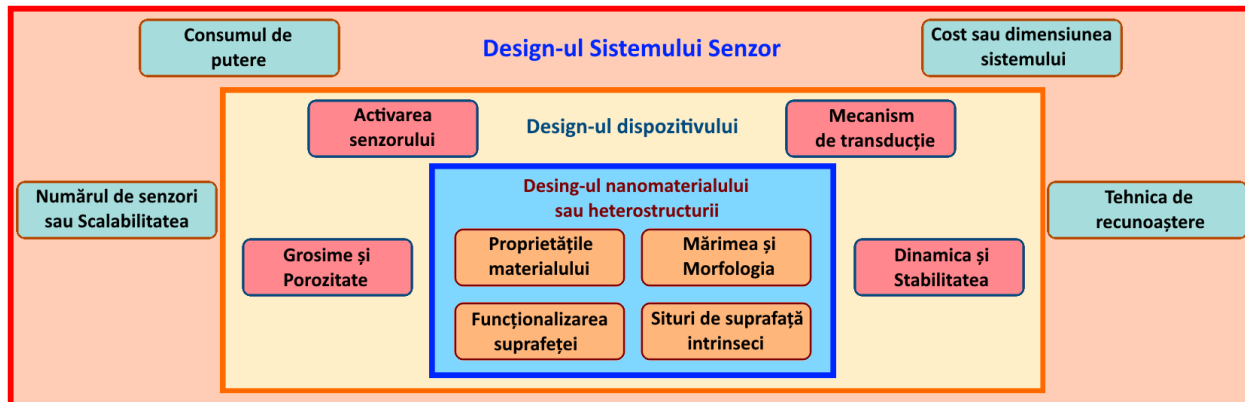 Consumul de
putere
Design-ul Sistemului Senzor
Cost sau dimensiunea
sistemului
Activarea
senzorului
Design-ul dispozitivului
Mecanism
de transducție
Numărul de senzori
sau Scalabilitatea
Desing-ul nanomaterialului
sau heterostructurii
Tehnica de
recunoaștere
Grosime și
Porozitate
Proprietățile
materialului
Mărimea și
Morfologia
Dinamica și
Stabilitatea
Funcționalizarea
suprafeței
Situri de suprafață
intrinseci